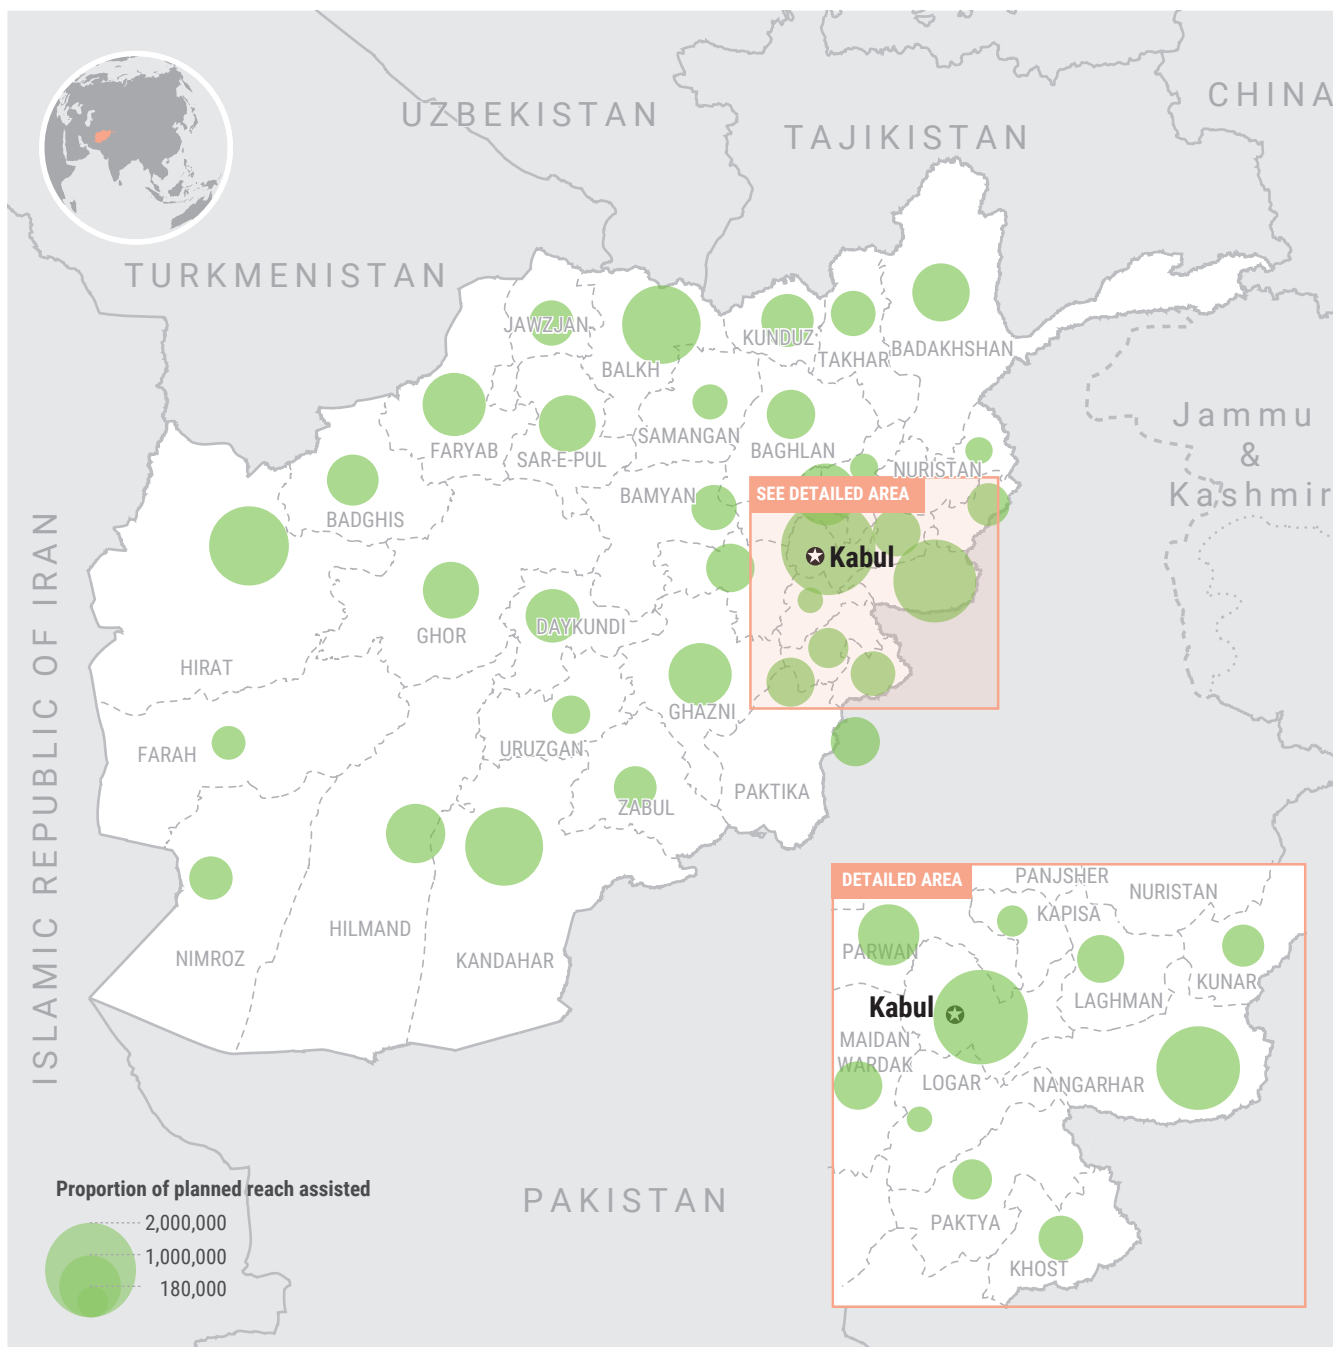 CHINA
UZBEKISTAN
TAJIKISTAN
TURKMENISTAN
JAWZJAN
KUNDUZ
TAKHAR
BADAKHSHAN
BALKH
Jammu
&
Kashmir
FARYAB
SAR-E-PUL
SAMANGAN
BAGHLAN
NURISTAN
BAMYAN
SEE DETAILED AREA
BADGHIS
Kabul
GHOR
DAYKUNDI
HIRAT
GHAZNI
URUZGAN
FARAH
ZABUL
PAKTIKA
ISLAMIC REPUBLIC OF IRAN
HILMAND
NIMROZ
KANDAHAR
DETAILED AREA
PANJSHER
NURISTAN
KAPISA
PARWAN
KUNAR
LAGHMAN
Kabul
MAIDAN
WARDAK
LOGAR
NANGARHAR
PAKTYA
KHOST
PAKISTAN
Proportion of planned reach assisted
2,000,000
1,000,000
180,000